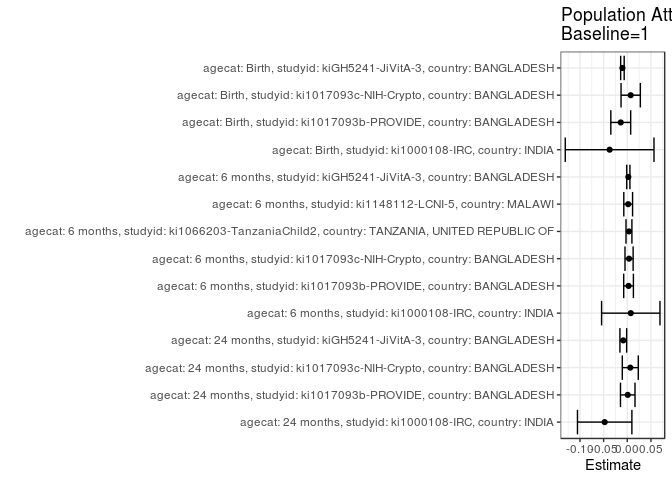 Population Att
Baseline=1
agecat: Birth, studyid: kiGH5241-JiVitA-3, country: BANGLADESH
agecat: Birth, studyid: ki1017093c-NIH-Crypto, country: BANGLADESH
agecat: Birth, studyid: ki1017093b-PROVIDE, country: BANGLADESH
agecat: Birth, studyid: ki1000108-IRC, country: INDIA
agecat: 6 months, studyid: kiGH5241-JiVitA-3, country: BANGLADESH
agecat: 6 months, studyid: ki1148112-LCNI-5, country: MALAWI
agecat: 6 months, studyid: ki1066203-TanzaniaChild2, country: TANZANIA, UNITED REPUBLIC OF
agecat: 6 months, studyid: ki1017093c-NIH-Crypto, country: BANGLADESH
agecat: 6 months, studyid: ki1017093b-PROVIDE, country: BANGLADESH
agecat: 6 months, studyid: ki1000108-IRC, country: INDIA
agecat: 24 months, studyid: kiGH5241-JiVitA-3, country: BANGLADESH
agecat: 24 months, studyid: ki1017093c-NIH-Crypto, country: BANGLADESH
agecat: 24 months, studyid: ki1017093b-PROVIDE, country: BANGLADESH
agecat: 24 months, studyid: ki1000108-IRC, country: INDIA
-0.10 -0.05 0.00 0.05
Estimate